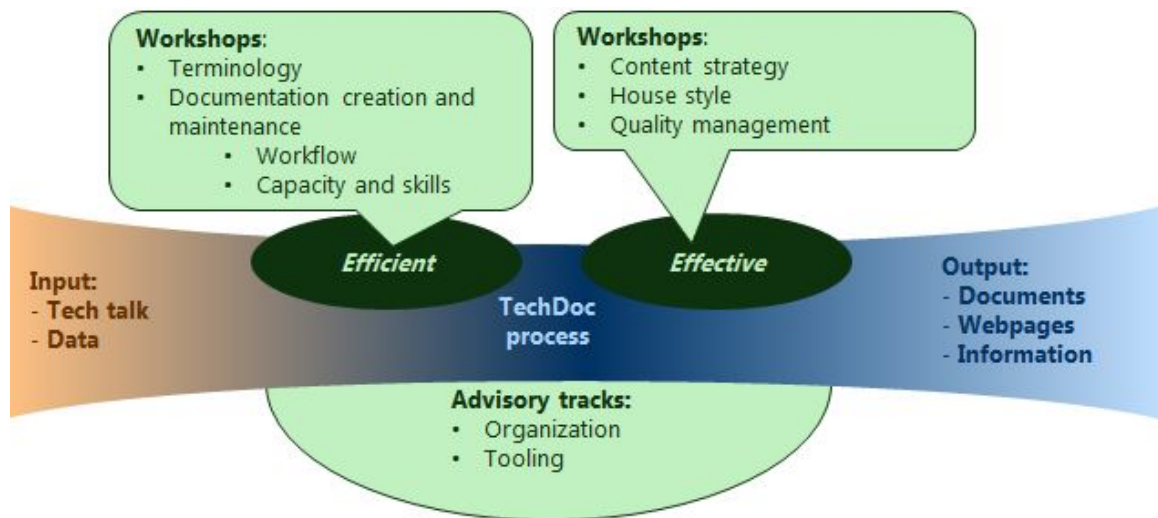 Workshops:
• Terminology
• Documentation creation and
maintenance
• Workflow
• Capacity and skills
Workshops:
• Content strategy
• House style
• Quality management
Efficient
Effective
Input:
- Tech talk
- Data
TechDoc
process
Output:
- Documents
- Webpages
- Information
Advisory tracks:
• Organization
• Tooling